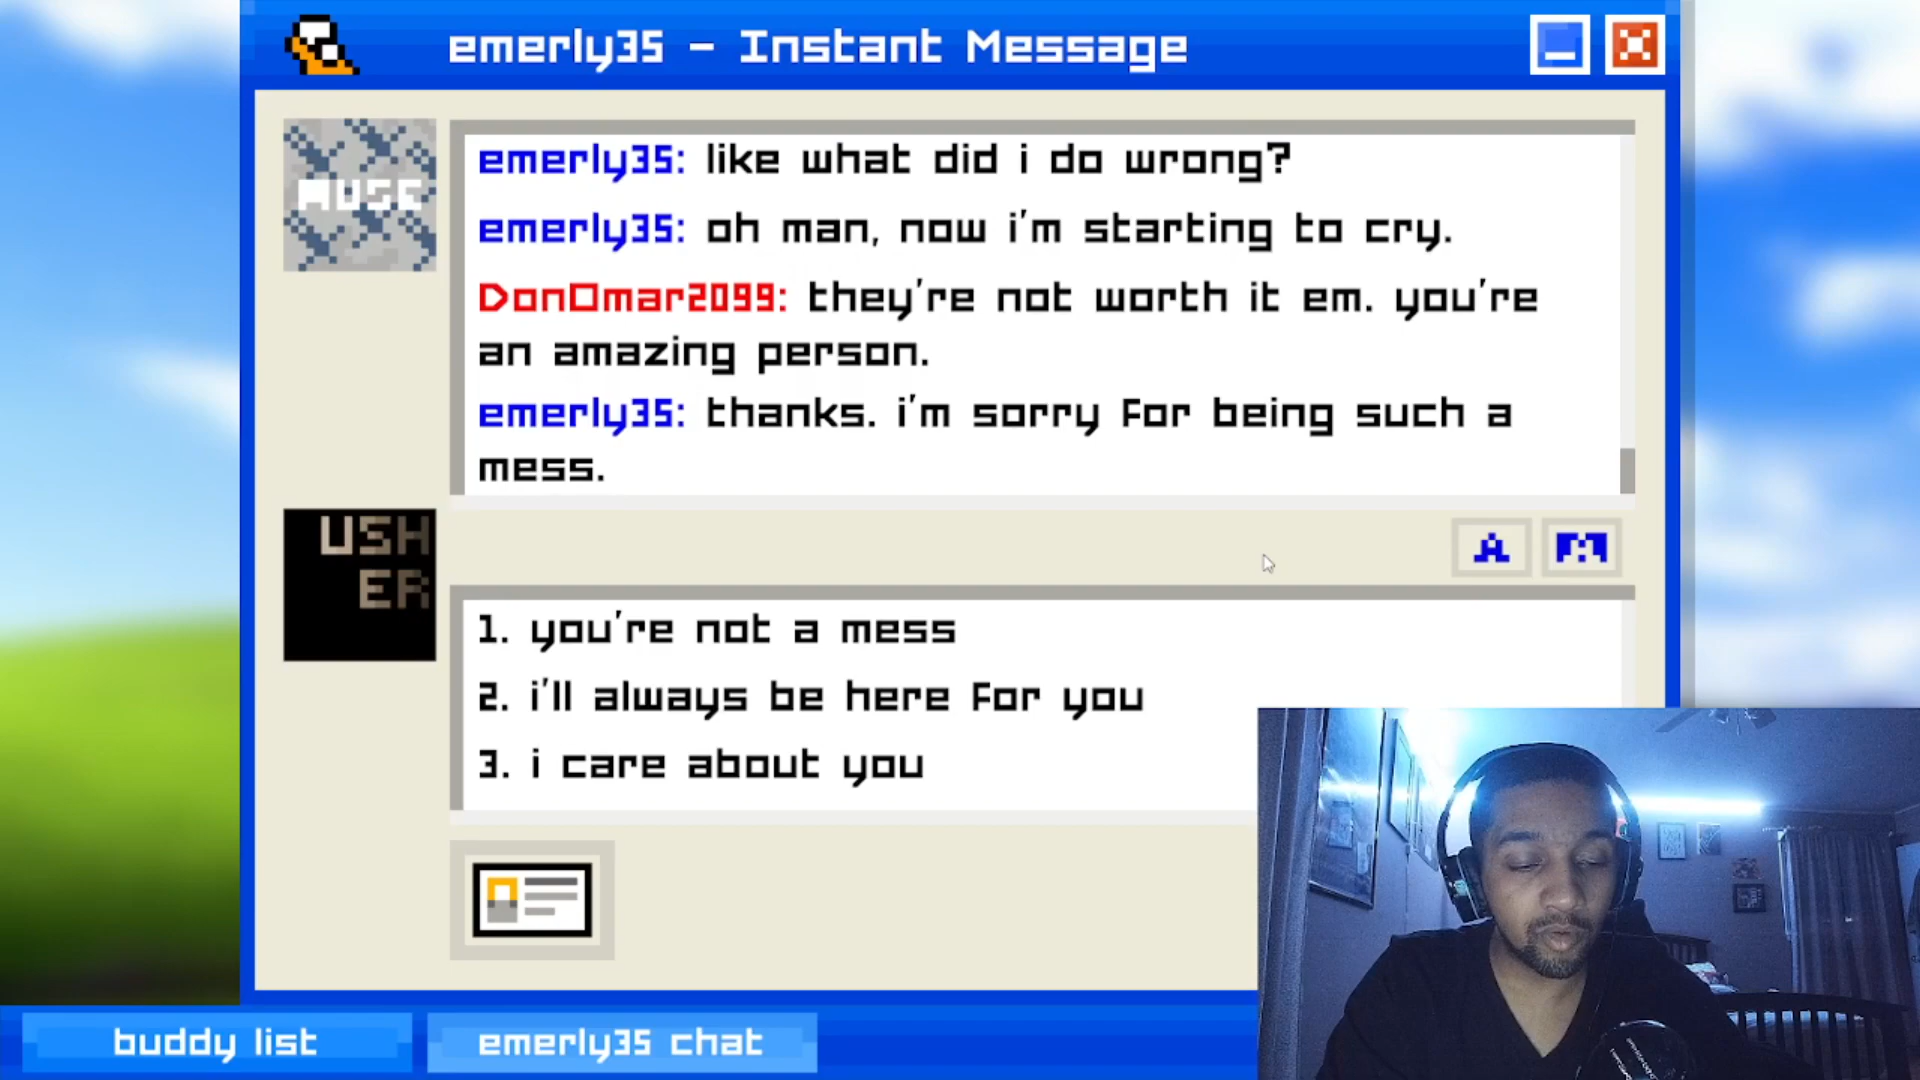 emerly35 - Instant Message
MUSE
emerly35: like what did i do wrong?
emerly35: oh man, now i'm starting to cry.
DonOmar2099: they're not worth it em. you're
an amazing person.
emerly35: thanks. i'm sorry for being such a
mess.
USH
ER
A M
1. you're not a mess
2. i'll always be here for you
3. i care about you
buddy list
emerly35 chat